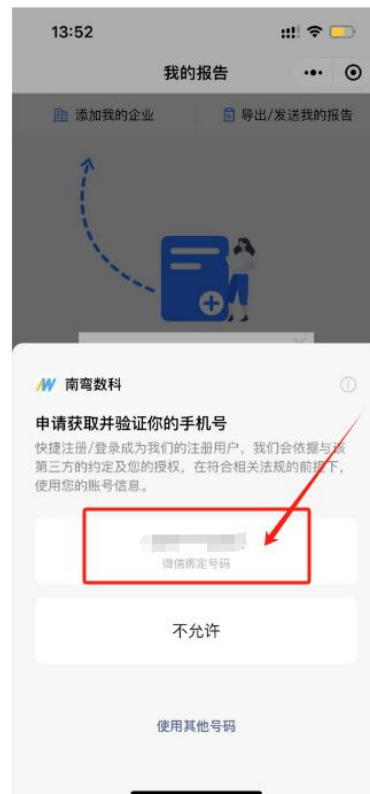 13:52
我的报告
添加我的企业
导出/发送我的报告
南弯数科
申请获取并验证你的手机号
快捷注册/登录成为我们的注册用户，我们会依据与该
第三方的约定及您的授权，在符合相关法规的前提下，
使用您的账号信息。
微信绑定号码
不允许
使用其他号码